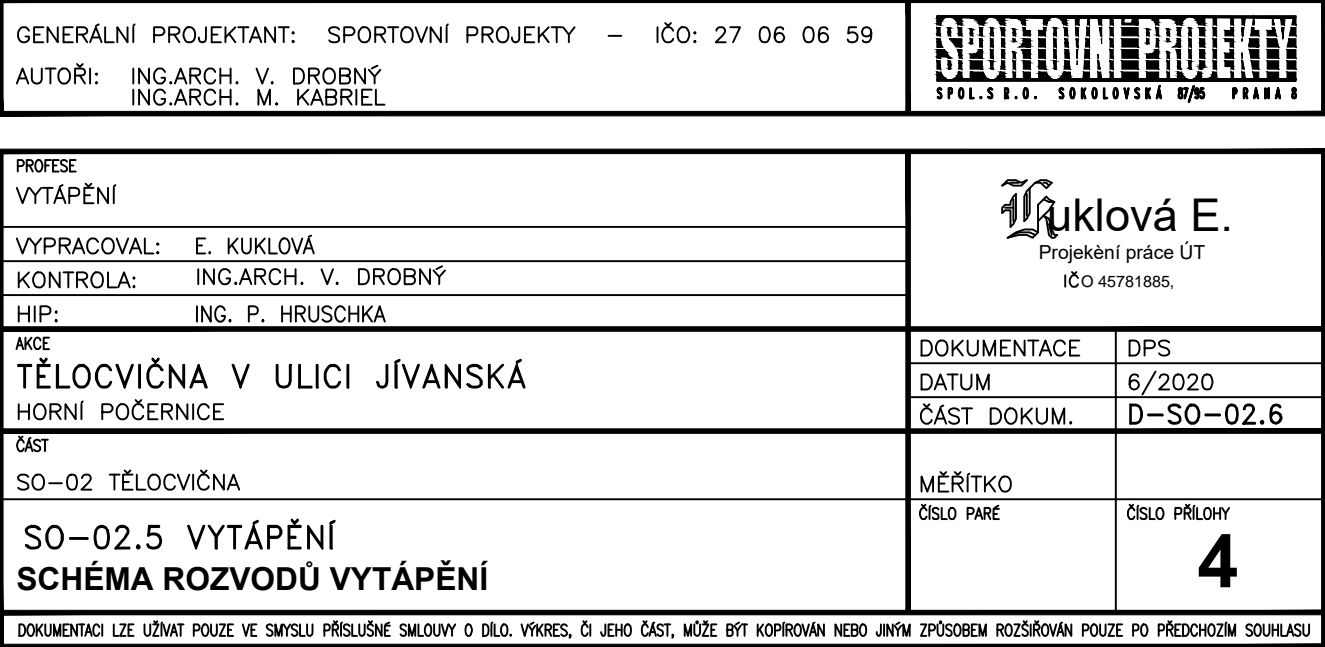 GENERÁLNÍ PROJEKTANT: SPORTOVNÍ PROJEKTY – IČO: 27 06 06 59
AUTOŘI: ING.ARCH. V. DROBNÝ
ING.ARCH. M. KABRIEL
SPORTOVNÍ PROJEKTY
SPOL.S R.O. SOKOLOVSKÁ 87/95 PRAHA 8
PROFESE
VYTÁPĚNÍ
VYPRACOVAL: E. KUKLOVÁ
KONTROLA: ING.ARCH. V. DROBNÝ
HIP: ING. P. HRUSCHKA
Kuklová E.
Projekèní práce ÚT
IČO 45781885,
AKCE
TĚLOCVIČNA V ULICI JÍVANSKÁ
HORNÍ POČERNICE
DOKUMENTACE DPS
DATUM 6/2020
ČÁST DOKUM. D–SO–02.6
ČÁST
SO–02 TĚLOCVIČNA
MĚŘÍTKO
SO–02.5 VYTÁPĚNÍ
SCHÉMA ROZVODŮ VYTÁPĚNÍ
ČÍSLO PARÉ
ČÍSLO PŘÍLOHY
4
DOKUMENTACI LZE UŽÍVAT POUZE VE SMYSLU PŘÍSLUŠNÉ SMLOUVY O DÍLO. VÝKRES, ČI JEHO ČÁST, MŮŽE BÝT KOPÍROVÁN NEBO JINÝM ZPŮSOBEM ROZŠIŘOVÁN POUZE PO PŘEDCHOZÍM SOUHLASU